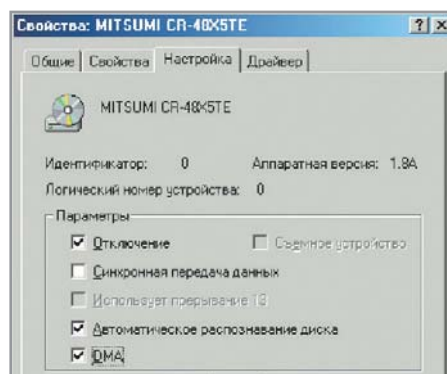 Свойства: MITSUMI CR-48X5TE
Общие Свойства Настройка Драйвер
MITSUMI CR-48X5TE
Идентификатор: 0 Аппаратная версия: 1.8A
Логический номер устройства: 0
Параметры
Отключение Съемное устройство
Синхронная передача данных
Использует прерывание 13
Автоматическое распознавание диска
DMA